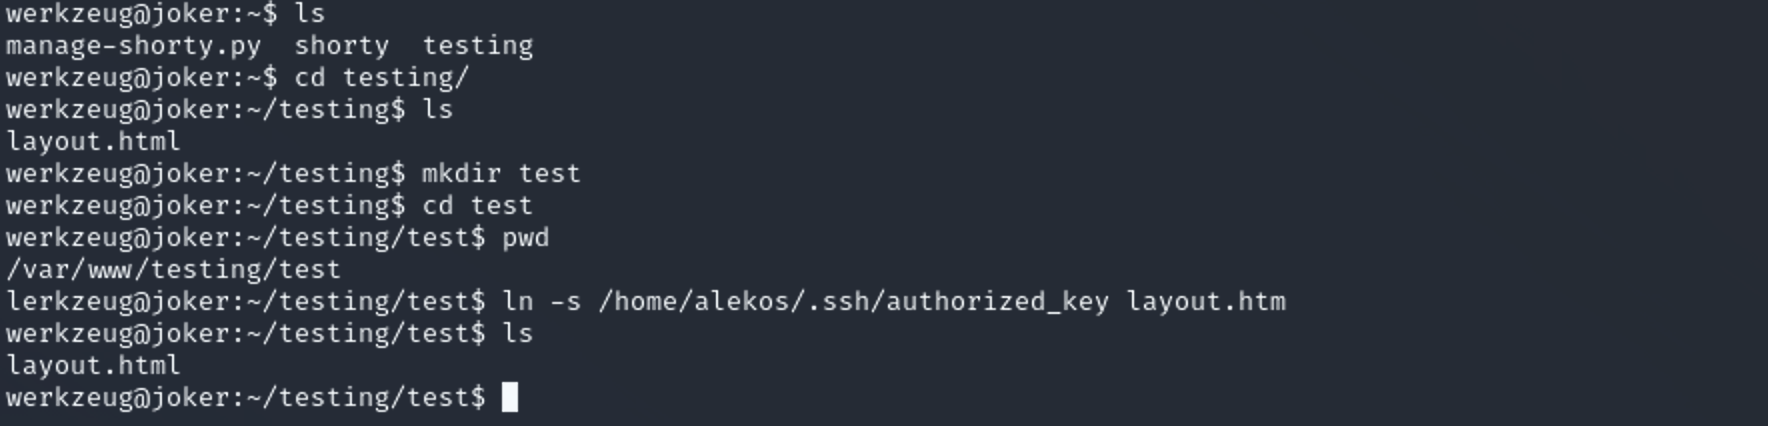 werkzeug@joker:~$ ls
manage-shorty.py  shorty  testing
werkzeug@joker:~$ cd testing/
werkzeug@joker:~/testing$ ls
layout.html
werkzeug@joker:~/testing$ mkdir test
werkzeug@joker:~/testing$ cd test
werkzeug@joker:~/testing/test$ pwd
/var/www/testing/test
lerkzeug@joker:~/testing/test$ ln -s /home/alekos/.ssh/authorized_key layout.htm
werkzeug@joker:~/testing/test$ ls
layout.html
werkzeug@joker:~/testing/test$